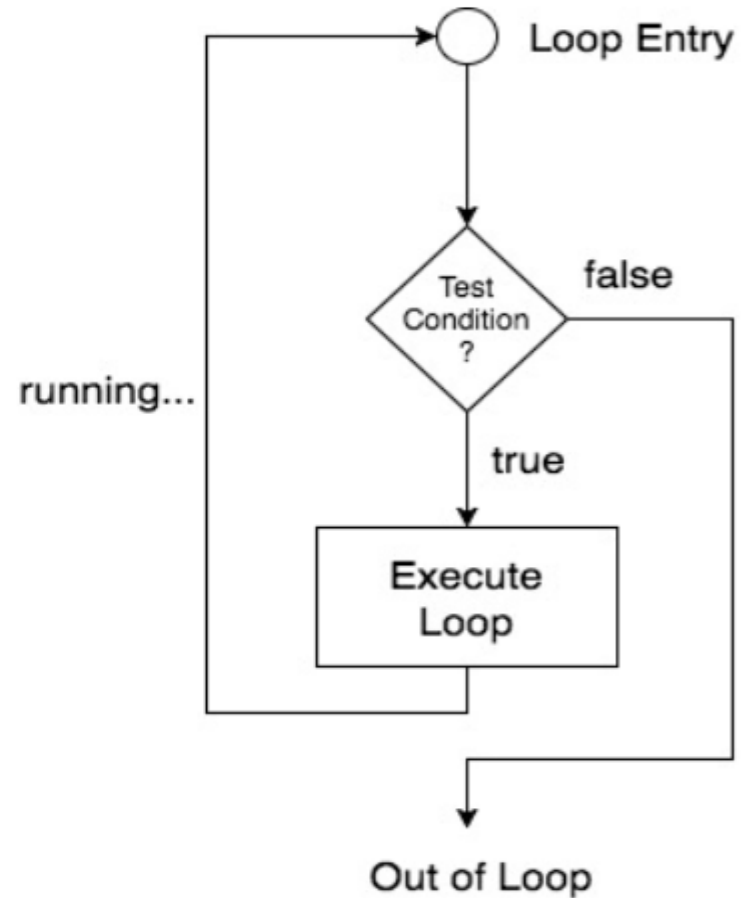 Loop Entry
Test
Condition
?
false
running...
true
Execute
Loop
Out of Loop